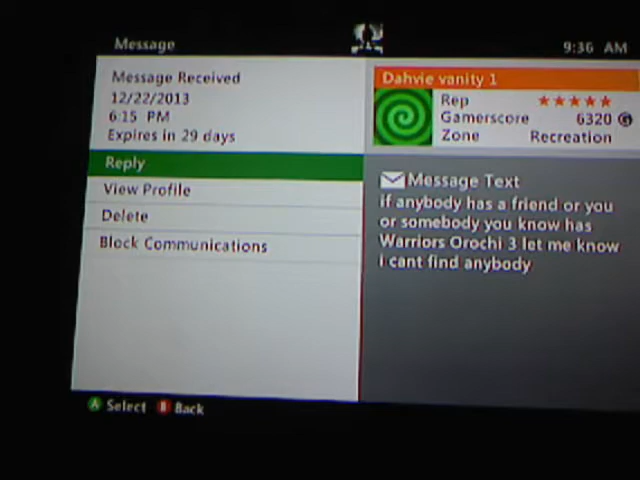 Message
9:36 AM
Message Received
12/22/2013
6:15 PM
Expires in 29 days
Reply
View Profile
Delete
Block Communications
Dahvie vanity 1
Rep
Gamerscore 6320 G
Zone Recreation
Message Text
if anybody has a friend or you
or somebody you know has
Warriors Orochi 3 let me know
i cant find anybody
A Select B Back